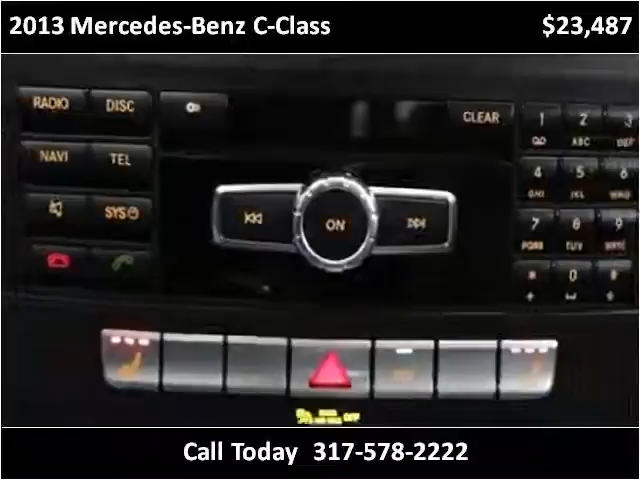 2013 Mercedes-Benz C-Class $23,487
RADIO DISC CLEAR 1 2 3
ABC DEF
NAVI TEL 4 5 6
GHI JKL MNO
SYS ON 7 8 9
PQRS TUV WXYZ
* 0 #
OFF
Call Today 317-578-2222